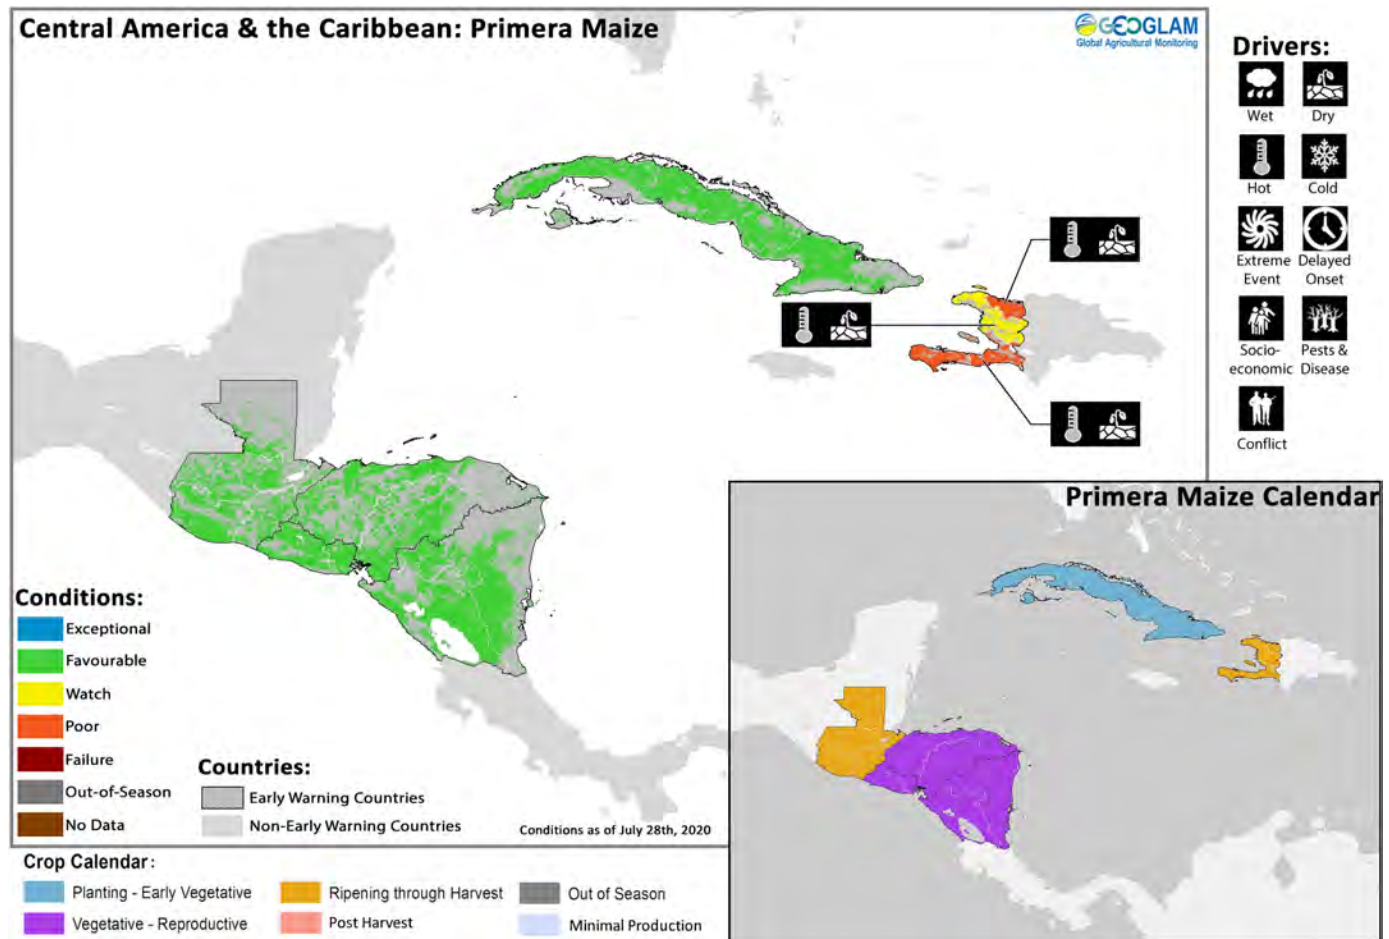 Central America & the Caribbean: Primera Maize
GEOGLAM
Global Agricultural Monitoring
Drivers:
Wet
Dry
Hot
Cold
Extreme
Event
Delayed
Onset
Socio-
economic
Pests &
Disease
Conflict
Primera Maize Calendar
Conditions:
Exceptional
Favourable
Watch
Poor
Failure
Out-of-Season
No Data
Countries:
Early Warning Countries
Non-Early Warning Countries
Conditions as of July 28th, 2020
Crop Calendar:
Planting - Early Vegetative
Vegetative - Reproductive
Ripening through Harvest
Post Harvest
Out of Season
Minimal Production